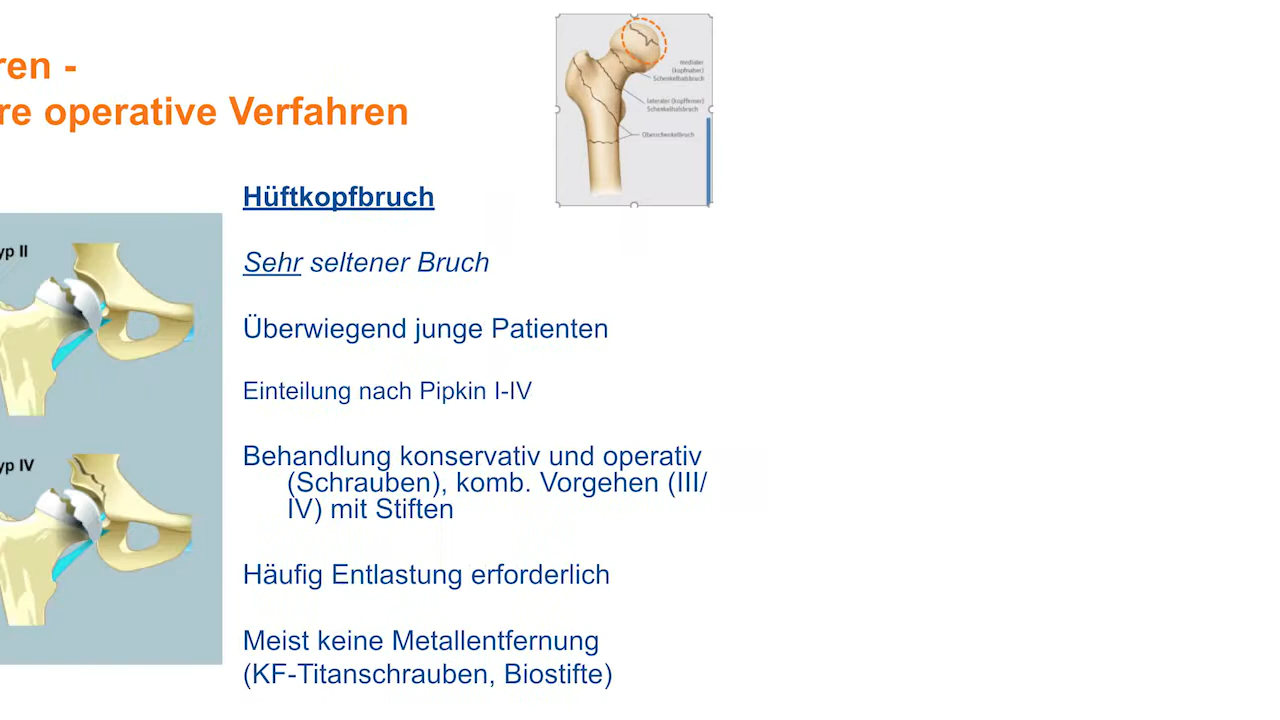 ren -
re operative Verfahren
medialer
(kopfnaher)
Schenkelhalsbruch
lateraler (kopfferner)
Schenkelhalsbruch
Oberschenkelbruch
Hüftkopfbruch
yp II
Sehr seltener Bruch
Überwiegend junge Patienten
Einteilung nach Pipkin I-IV
Behandlung konservativ und operativ
(Schrauben), komb. Vorgehen (III/
IV) mit Stiften
yp IV
Häufig Entlastung erforderlich
Meist keine Metallentfernung
(KF-Titanschrauben, Biostifte)